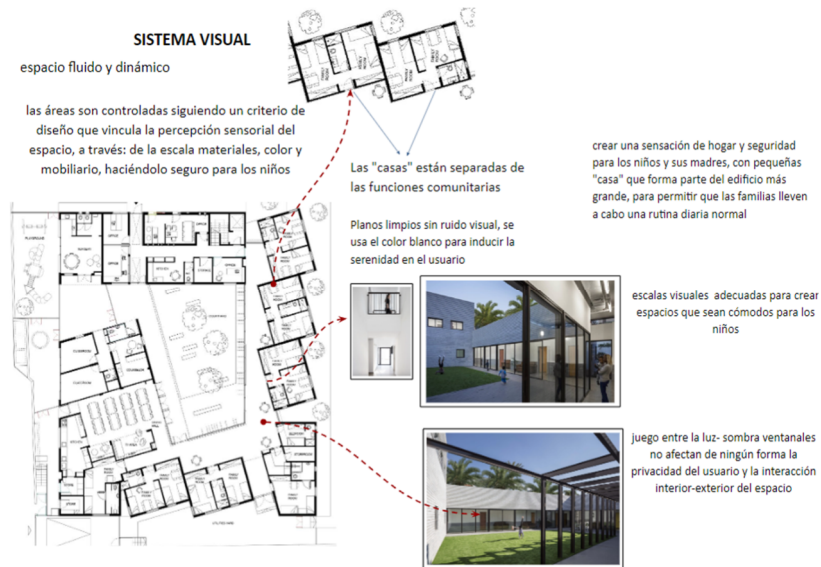 SISTEMA VISUAL
espacio fluido y dinámico
las áreas son controladas siguiendo un criterio de
diseño que vincula la percepción sensorial del
espacio, a través: de la escala materiales, color y
mobiliario, haciéndolo seguro para los niños
Las "casas" están separadas de
las funciones comunitarias
Planos limpios sin ruido visual, se
usa el color blanco para inducir la
serenidad en el usuario
crear una sensación de hogar y seguridad
para los niños y sus madres, con pequeñas
"casa" que forma parte del edificio más
grande, para permitir que las familias lleven
a cabo una rutina diaria normal
escalas visuales adecuadas para crear
espacios que sean cómodos para los
niños
juego entre la luz- sombra ventanales
no afectan de ningún forma la
privacidad del usuario y la interacción
interior-exterior del espacio